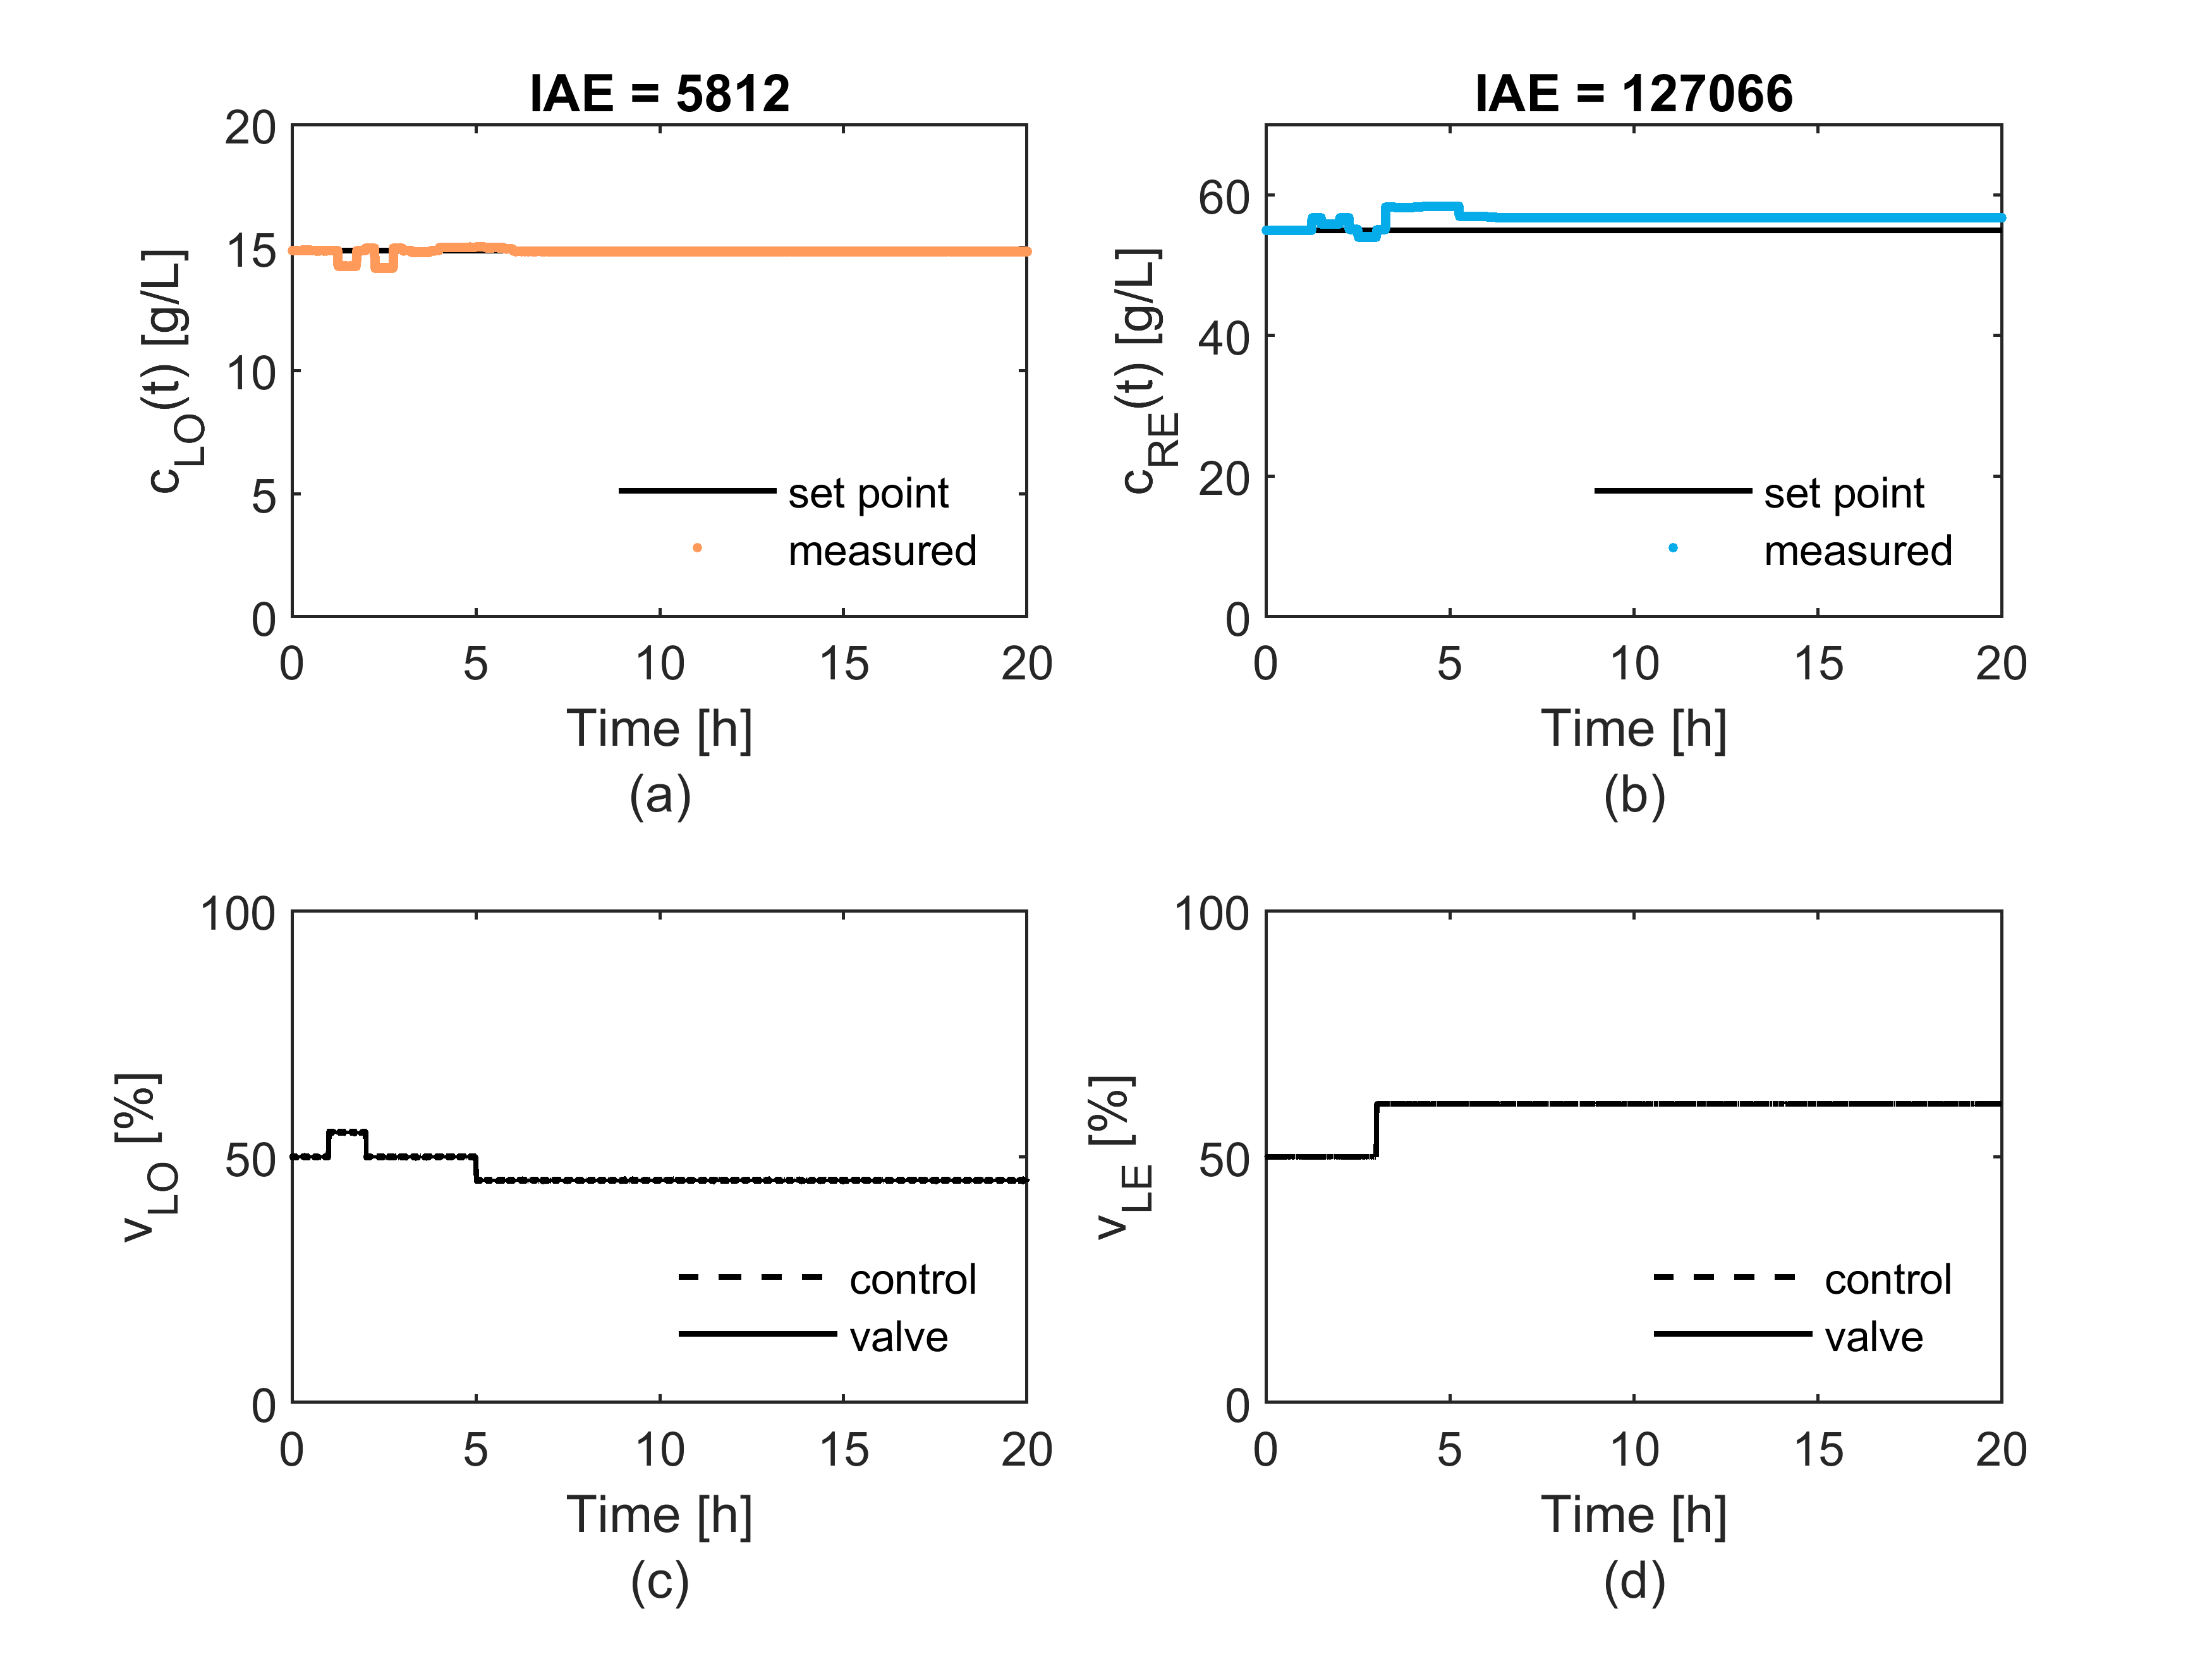 IAE = 5812
20
15
10
5
0
c_LO(t) [g/L]
set point
measured
0 5 10 15 20
Time [h]
(a)
IAE = 127066
60
40
20
0
c_RE(t) [g/L]
set point
measured
0 5 10 15 20
Time [h]
(b)
100
50
0
v_LO [%]
control
valve
0 5 10 15 20
Time [h]
(c)
100
50
0
v_LE [%]
control
valve
0 5 10 15 20
Time [h]
(d)